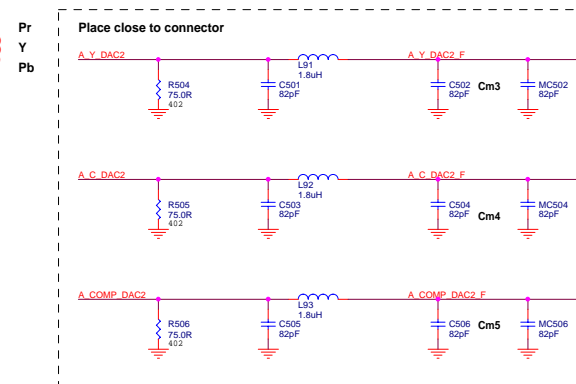 Pr
Y
Pb
Place close to connector
A_Y_DAC2
L91
1.8uH
A_Y_DAC2_F
R504
75.0R
402
C501
82pF
C502
82pF
Cm3
MC502
82pF
A_C_DAC2
L92
1.8uH
A_C_DAC2_F
R505
75.0R
402
C503
82pF
C504
82pF
Cm4
MC504
82pF
A_COMP_DAC2
L93
1.8uH
A_COMP_DAC2_F
R506
75.0R
402
C505
82pF
C506
82pF
Cm5
MC506
82pF